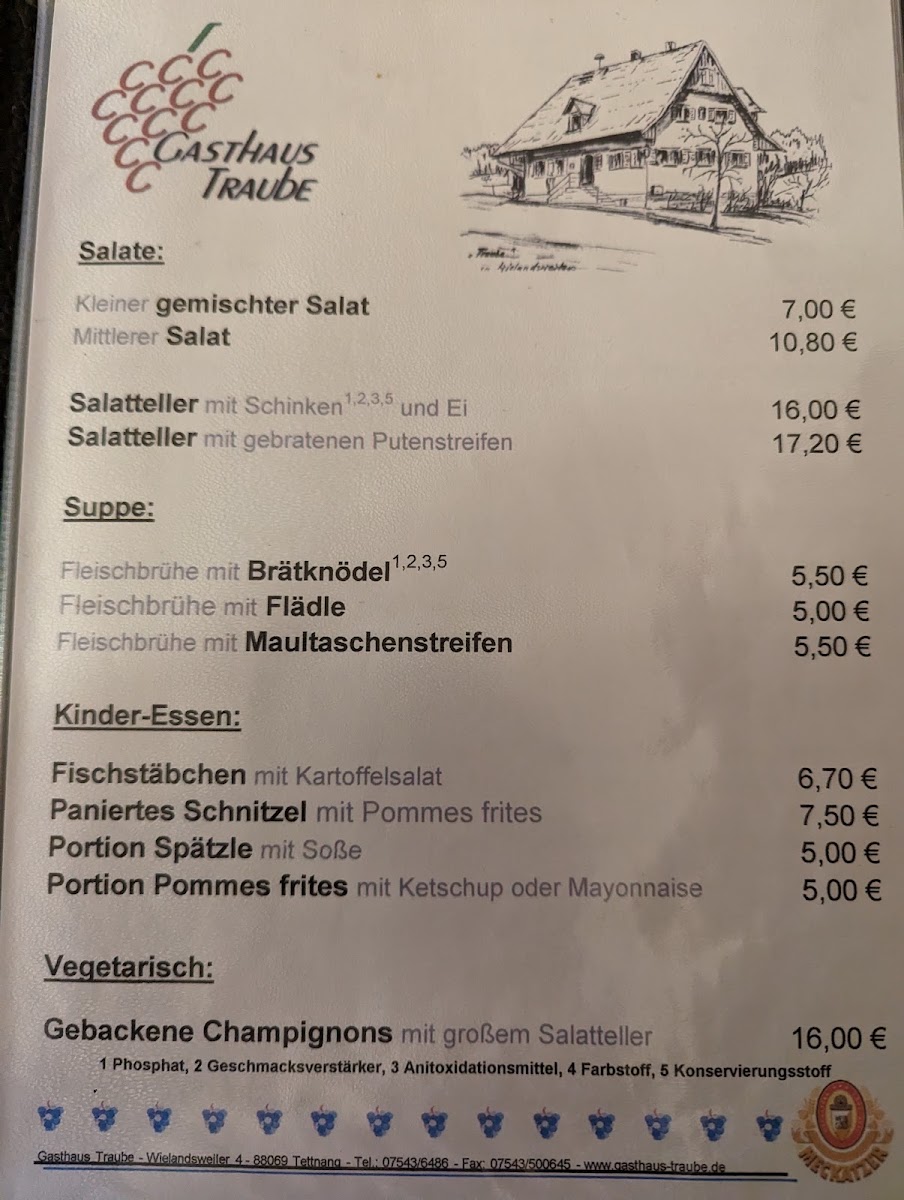 GASTHAUS
TRAUBE
Salate:
Kleiner gemischter Salat 7,00 €
Mittlerer Salat 10,80 €
Salatteller mit Schinken1,2,3,5 und Ei 16,00 €
Salatteller mit gebratenen Putenstreifen 17,20 €
Suppe:
Fleischbrühe mit Brätknödel1,2,3,5 5,50 €
Fleischbrühe mit Flädle 5,00 €
Fleischbrühe mit Maultaschenstreifen 5,50 €
Kinder-Essen:
Fischstäbchen mit Kartoffelsalat 6,70 €
Paniertes Schnitzel mit Pommes frites 7,50 €
Portion Spätzle mit Soße 5,00 €
Portion Pommes frites mit Ketschup oder Mayonnaise 5,00 €
Vegetarisch:
Gebackene Champignons mit großem Salatteller 16,00 €
1 Phosphat, 2 Geschmacksverstärker, 3 Anitoxidationsmittel, 4 Farbstoff, 5 Konservierungsstoff
MECKATZER
Gasthaus Traube - Wielandsweiler 4 - 88069 Tettnang - Tel.: 07543/6486 - Fax: 07543/500645 - www.gasthaus-traube.de